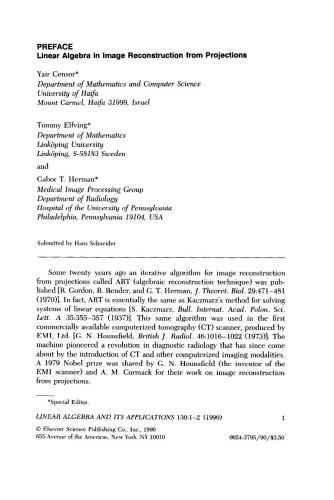 PREFACE
Linear Algebra in Image Reconstruction from Projections
Yair Censor*
Department of Mathematics and Computer Science
University of Haifa
Mount Carmel, Haifa 31999, Israel
Tommy Elfving*
Department of Mathematics
Linköping University
Linköping, S-58183 Sweden
and
Gabor T. Herman*
Medical Image Processing Group
Department of Radiology
Hospital of the University of Pennsylvania
Philadelphia, Pennsylvania 19104, USA
Submitted by Hans Schneider
Some twenty years ago an iterative algorithm for image reconstruction
from projections called ART (algebraic reconstruction technique) was pub-
lished [R. Gordon, R. Bender, and G. T. Herman, J. Theoret. Biol. 29:471-481
(1970)]. In fact, ART is essentially the same as Kaczmarz's method for solving
systems of linear equations [S. Kaczmarz, Bull. Internat. Acad. Polon. Sci.
Lett. A 35:355-357 (1937)]. This same algorithm was used in the first
commercially available computerized tomography (CT) scanner, produced by
EMI, Ltd. [G. N. Hounsfield, British J. Radiol. 46:1016-1022 (1973)]. The
machine pioneered a revolution in diagnostic radiology that has since come
about by the introduction of CT and other computerized imaging modalities.
A 1979 Nobel prize was shared by G. N. Hounsfield (the inventor of the
EMI scanner) and A. M. Cormack for their work on image reconstruction
from projections.
*Special Editor.
LINEAR ALGEBRA AND ITS APPLICATIONS 130:1-2 (1990) 1
© Elsevier Science Publishing Co., Inc., 1990
655 Avenue of the Americas, New York, NY 10010 0024-3795/90/$3.50